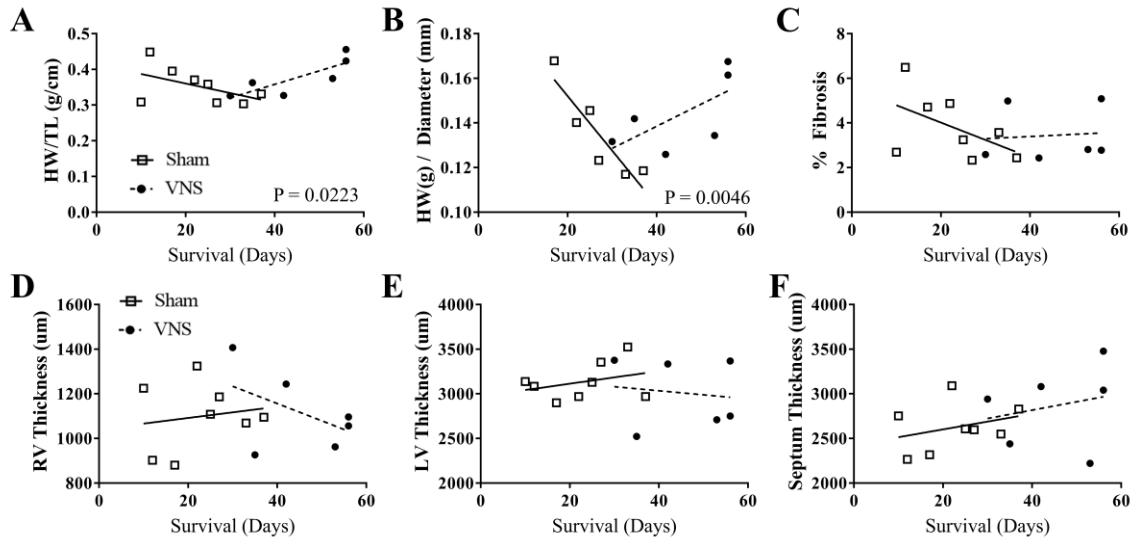 A
HW/TL (g/cm)
0.5
0.4
0.3
0.2
0.1
0.0
Sham
VNS
P = 0.0223
0 20 40 60
Survival (Days)
B
HW(g) / Diameter (mm)
0.16
0.14
0.12
0.10
P = 0.0046
0 20 40 60
Survival (Days)
C
% Fibrosis
8
6
4
2
0
0 20 40 60
Survival (Days)
D
RV Thickness (um)
1600
1400
1200
1000
800
Sham
VNS
0 20 40 60
Survival (Days)
E
LV Thickness (um)
4000
3500
3000
2500
2000
0 20 40 60
Survival (Days)
F
Septum Thickness (um)
4000
3500
3000
2500
2000
0 20 40 60
Survival (Days)